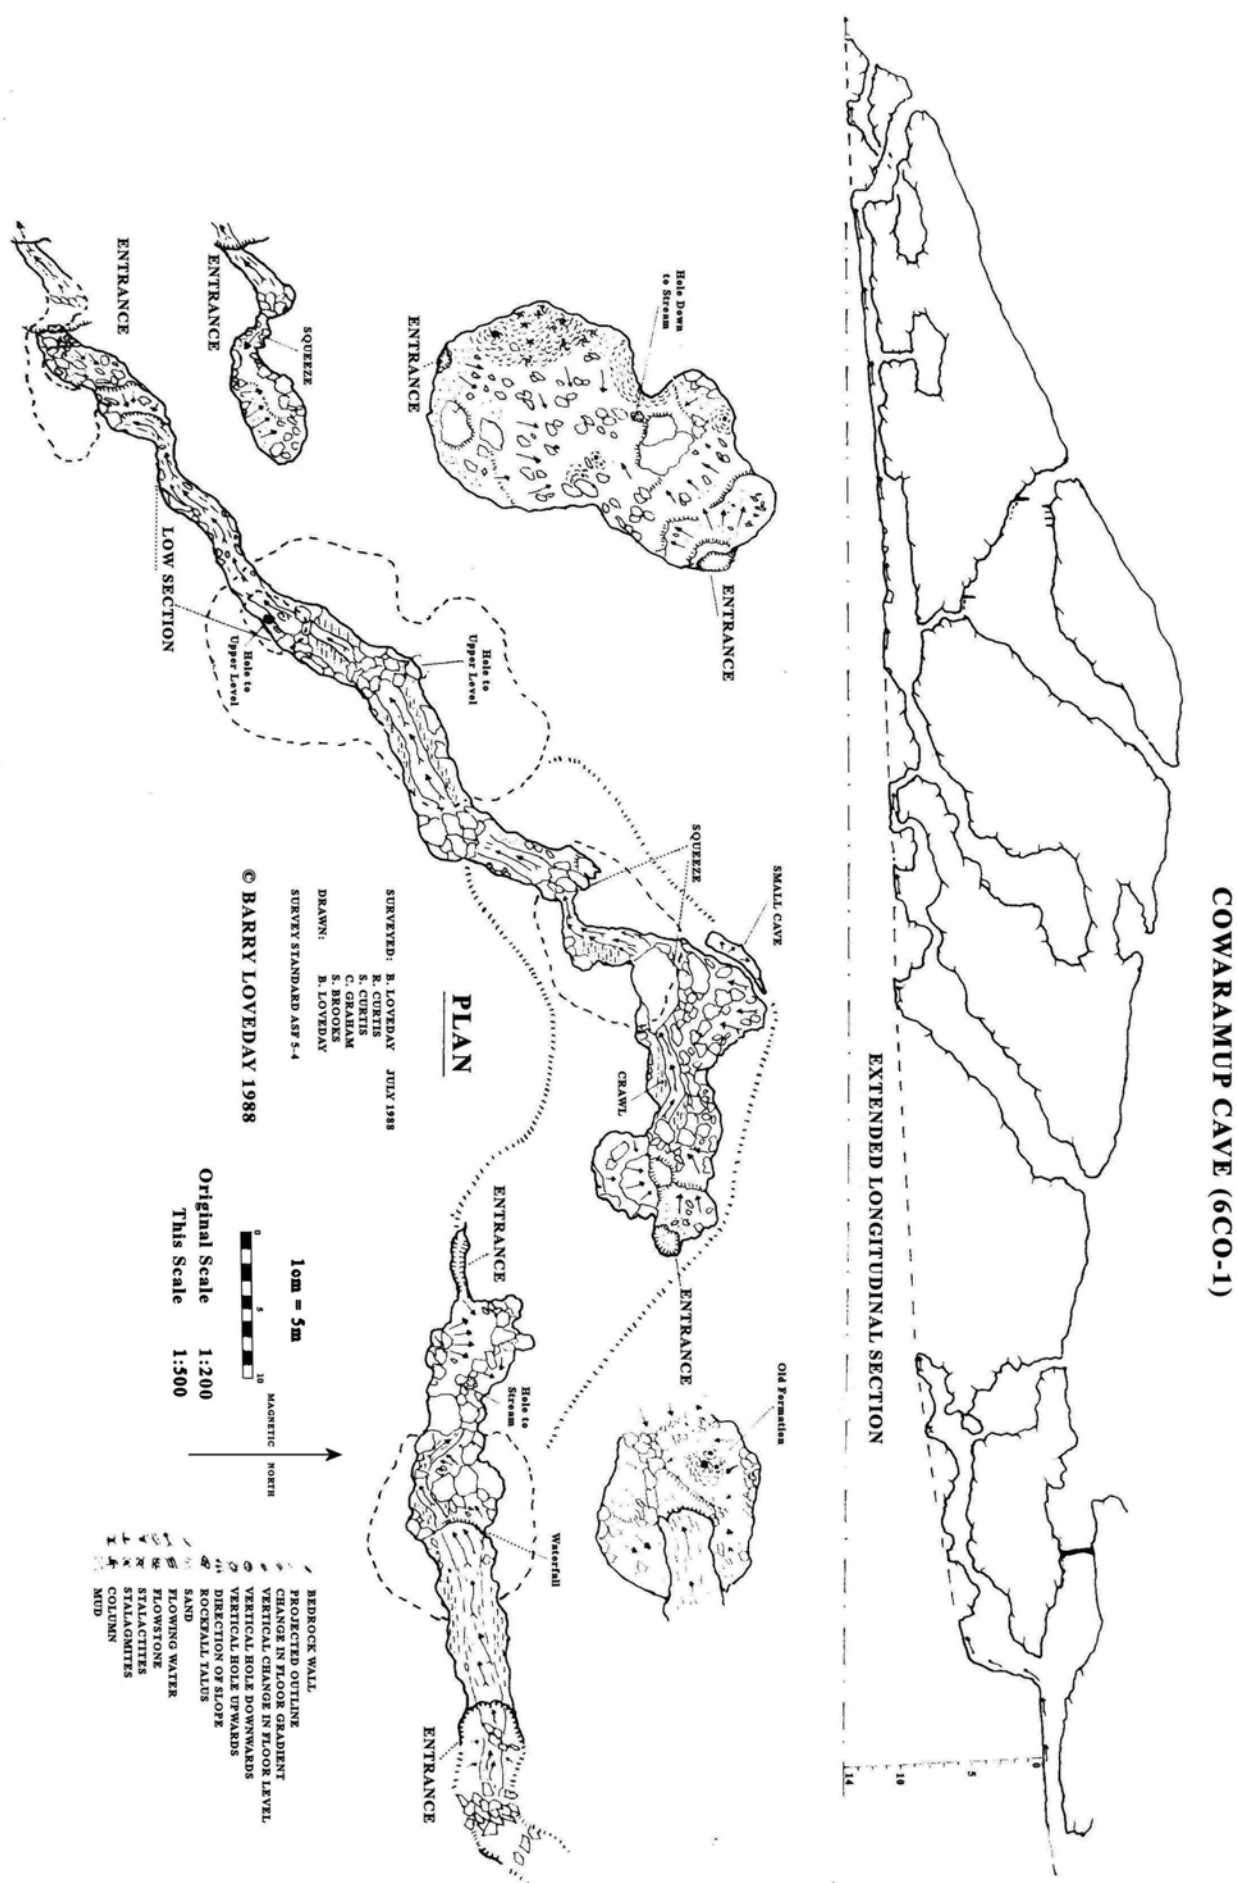 COWARAMUP CAVE (6CO-1)
EXTENDED LONGITUDINAL SECTION
0
5
10
14
Hole Down
to Stream
ENTRANCE
ENTRANCE
SQUEEZE
ENTRANCE
ENTRANCE
LOW SECTION
Hole to
Upper Level
Hole to
Upper Level
SMALL CAVE
SQUEEZE
CRAWL
ENTRANCE
Old Formation
ENTRANCE
Hole to
Stream
Waterfall
ENTRANCE
PLAN
SURVEYED: B. LOVEDAY JULY 1988
R. CURTIS
S. CURTIS
C. GRAHAM
S. BROOKS
DRAWN: B. LOVEDAY
SURVEY STANDARD ASF 5-4
© BARRY LOVEDAY 1988
1cm = 5m
0 5 10
Original Scale 1:200
This Scale 1:500
MAGNETIC NORTH
BEDROCK WALL
PROJECTED OUTLINE
CHANGE IN FLOOR GRADIENT
VERTICAL CHANGE IN FLOOR LEVEL
VERTICAL HOLE DOWNWARDS
VERTICAL HOLE UPWARDS
DIRECTION OF SLOPE
ROCKFALL TALUS
SAND
FLOWING WATER
FLOWSTONE
STALACTITES
STALAGMITES
COLUMN
MUD